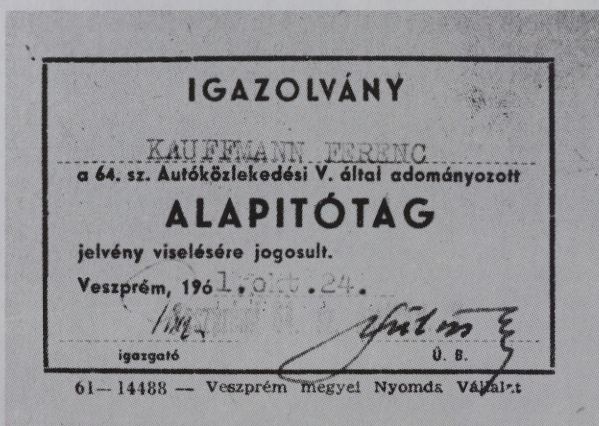 IGAZOLVÁNY
KAUFFMANN FERENC
a 64. sz. Autóközlekedési V. által adományozott
ALAPITÓTAG
jelvény viselésére jogosult.
Veszprém, 1961.okt.24.
igazgató Ü. B.
61—14488 — Veszprém megyei Nyomda Vállalat